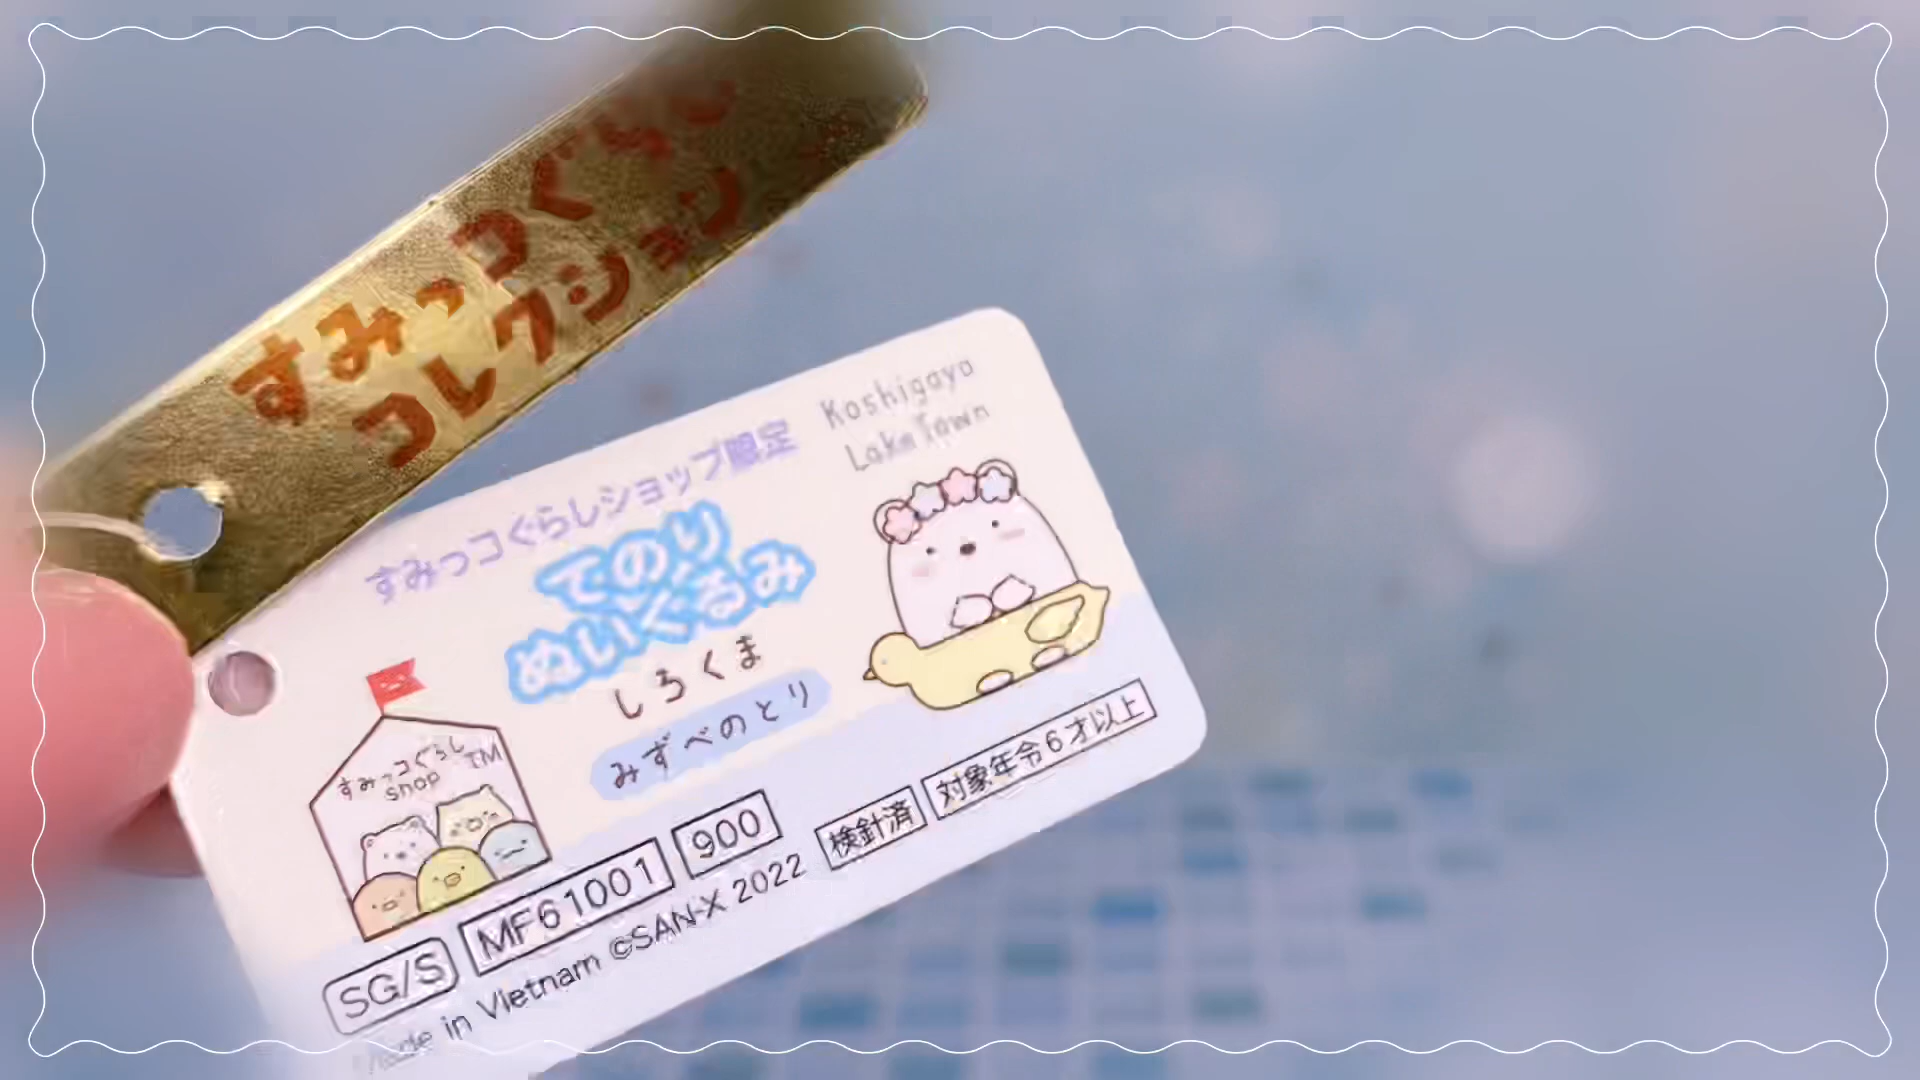 すみっコぐらし
コレクション
Koshigaya
LakeTown
すみっコぐらしショップ限定
てのり
ぬいぐるみ
しろくま
みずべのとり
すみっコぐらし
shop TM
対象年令6才以上
検針済
900
MF61001
SG/S
Made in Vietnam ©SAN-X 2022